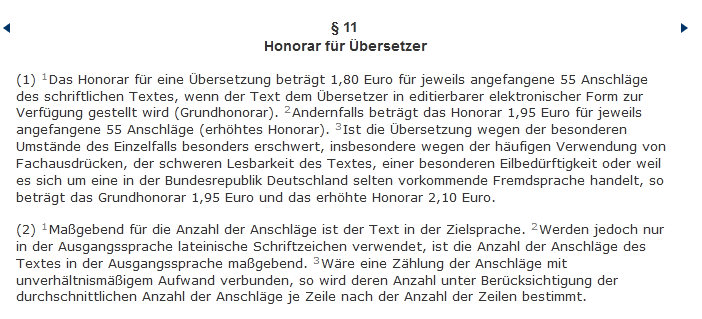 § 11
Honorar für Übersetzer
(1) ¹Das Honorar für eine Übersetzung beträgt 1,80 Euro für jeweils angefangene 55 Anschläge
des schriftlichen Textes, wenn der Text dem Übersetzer in editierbarer elektronischer Form zur
Verfügung gestellt wird (Grundhonorar). ²Andernfalls beträgt das Honorar 1,95 Euro für jeweils
angefangene 55 Anschläge (erhöhtes Honorar). ³Ist die Übersetzung wegen der besonderen
Umstände des Einzelfalls besonders erschwert, insbesondere wegen der häufigen Verwendung von
Fachausdrücken, der schweren Lesbarkeit des Textes, einer besonderen Eilbedürftigkeit oder weil
es sich um eine in der Bundesrepublik Deutschland selten vorkommende Fremdsprache handelt, so
beträgt das Grundhonorar 1,95 Euro und das erhöhte Honorar 2,10 Euro.
(2) ¹Maßgebend für die Anzahl der Anschläge ist der Text in der Zielsprache. ²Werden jedoch nur
in der Ausgangssprache lateinische Schriftzeichen verwendet, ist die Anzahl der Anschläge des
Textes in der Ausgangssprache maßgebend. ³Wäre eine Zählung der Anschläge mit
unverhältnismäßigem Aufwand verbunden, so wird deren Anzahl unter Berücksichtigung der
durchschnittlichen Anzahl der Anschläge je Zeile nach der Anzahl der Zeilen bestimmt.